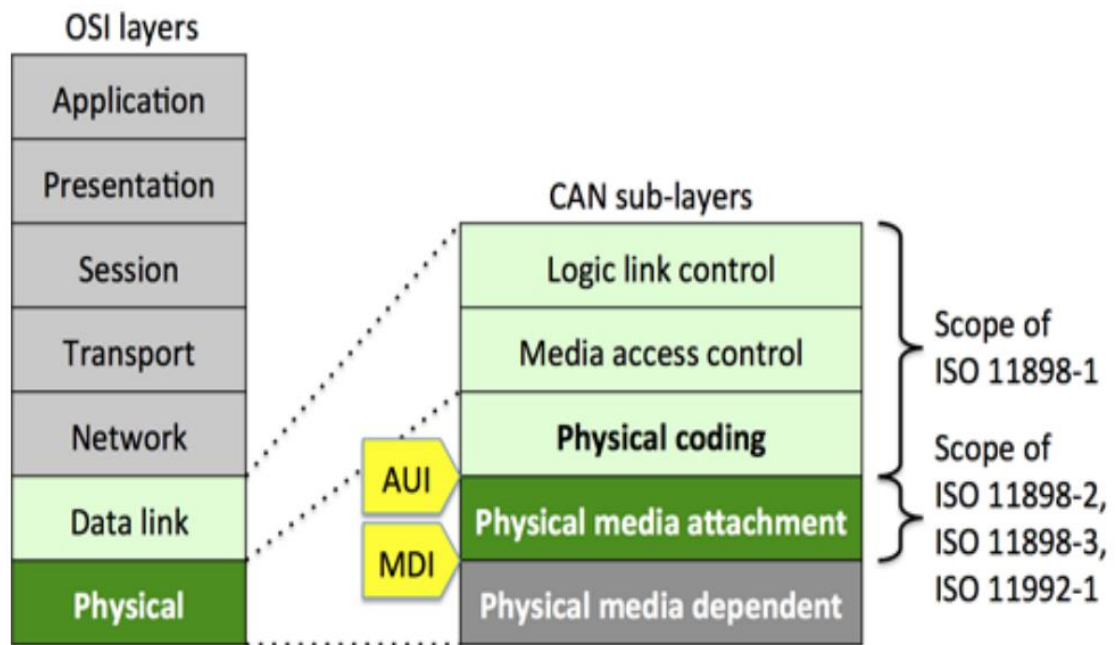 OSI layers
Application
Presentation
Session
Transport
Network
Data link
Physical
CAN sub-layers
Logic link control
Media access control
Physical coding
Physical media attachment
Physical media dependent
AUI
MDI
Scope of
ISO 11898-1
Scope of
ISO 11898-2,
ISO 11898-3,
ISO 11992-1